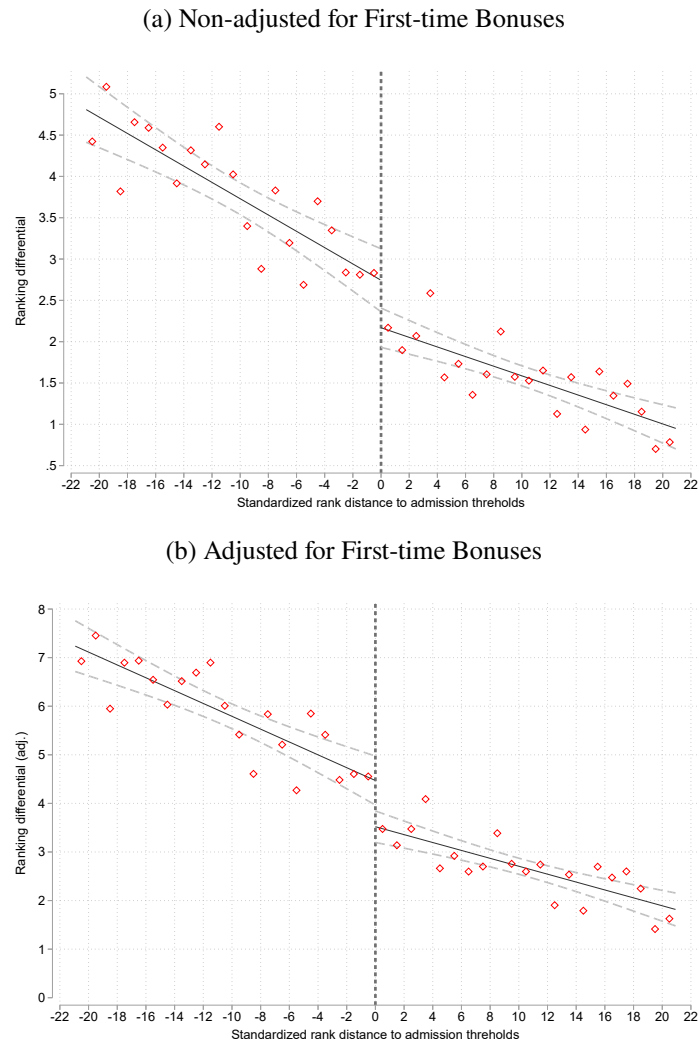 (a) Non-adjusted for First-time Bonuses
5
4.5
4
3.5
3
2.5
2
1.5
1
.5
Ranking differential
-22 -20 -18 -16 -14 -12 -10 -8 -6 -4 -2 0 2 4 6 8 10 12 14 16 18 20 22
Standardized rank distance to admission threholds
(b) Adjusted for First-time Bonuses
8
7
6
5
4
3
2
1
0
Ranking differential (adj.)
-22 -20 -18 -16 -14 -12 -10 -8 -6 -4 -2 0 2 4 6 8 10 12 14 16 18 20 22
Standardized rank distance to admission threholds